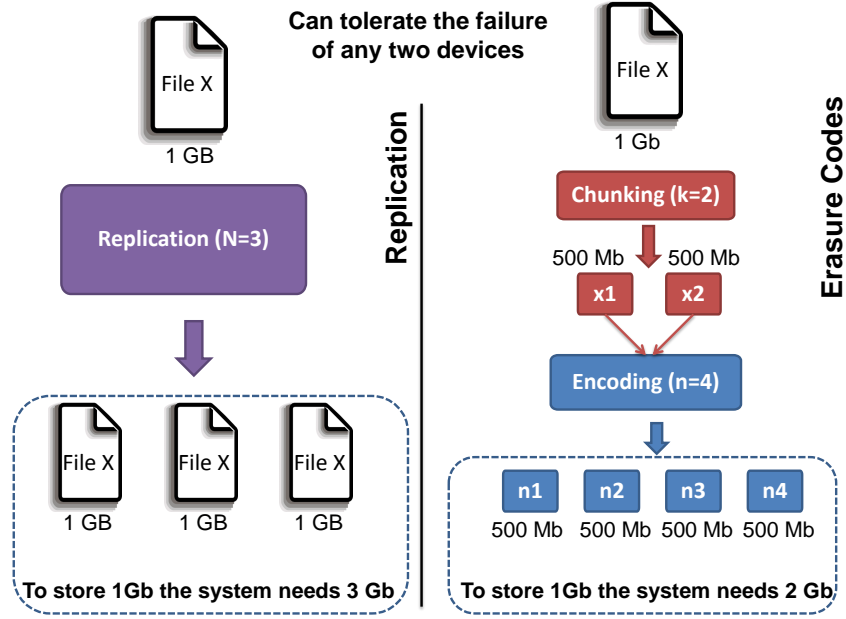 Can tolerate the failure
of any two devices
File X
1 GB
Replication (N=3)
Replication
File X
File X
File X
1 GB
1 GB
1 GB
To store 1Gb the system needs 3 Gb
File X
1 Gb
Erasure Codes
Chunking (k=2)
500 Mb
500 Mb
x1
x2
Encoding (n=4)
n1
n2
n3
n4
500 Mb
500 Mb
500 Mb
500 Mb
To store 1Gb the system needs 2 Gb